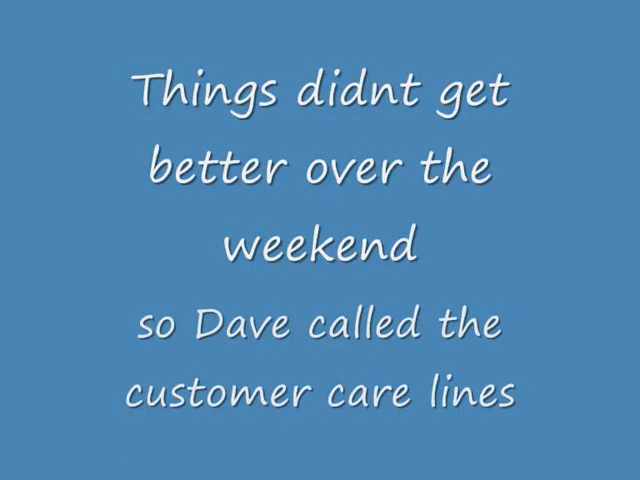 Things didnt get
better over the
weekend
so Dave called the
customer care lines